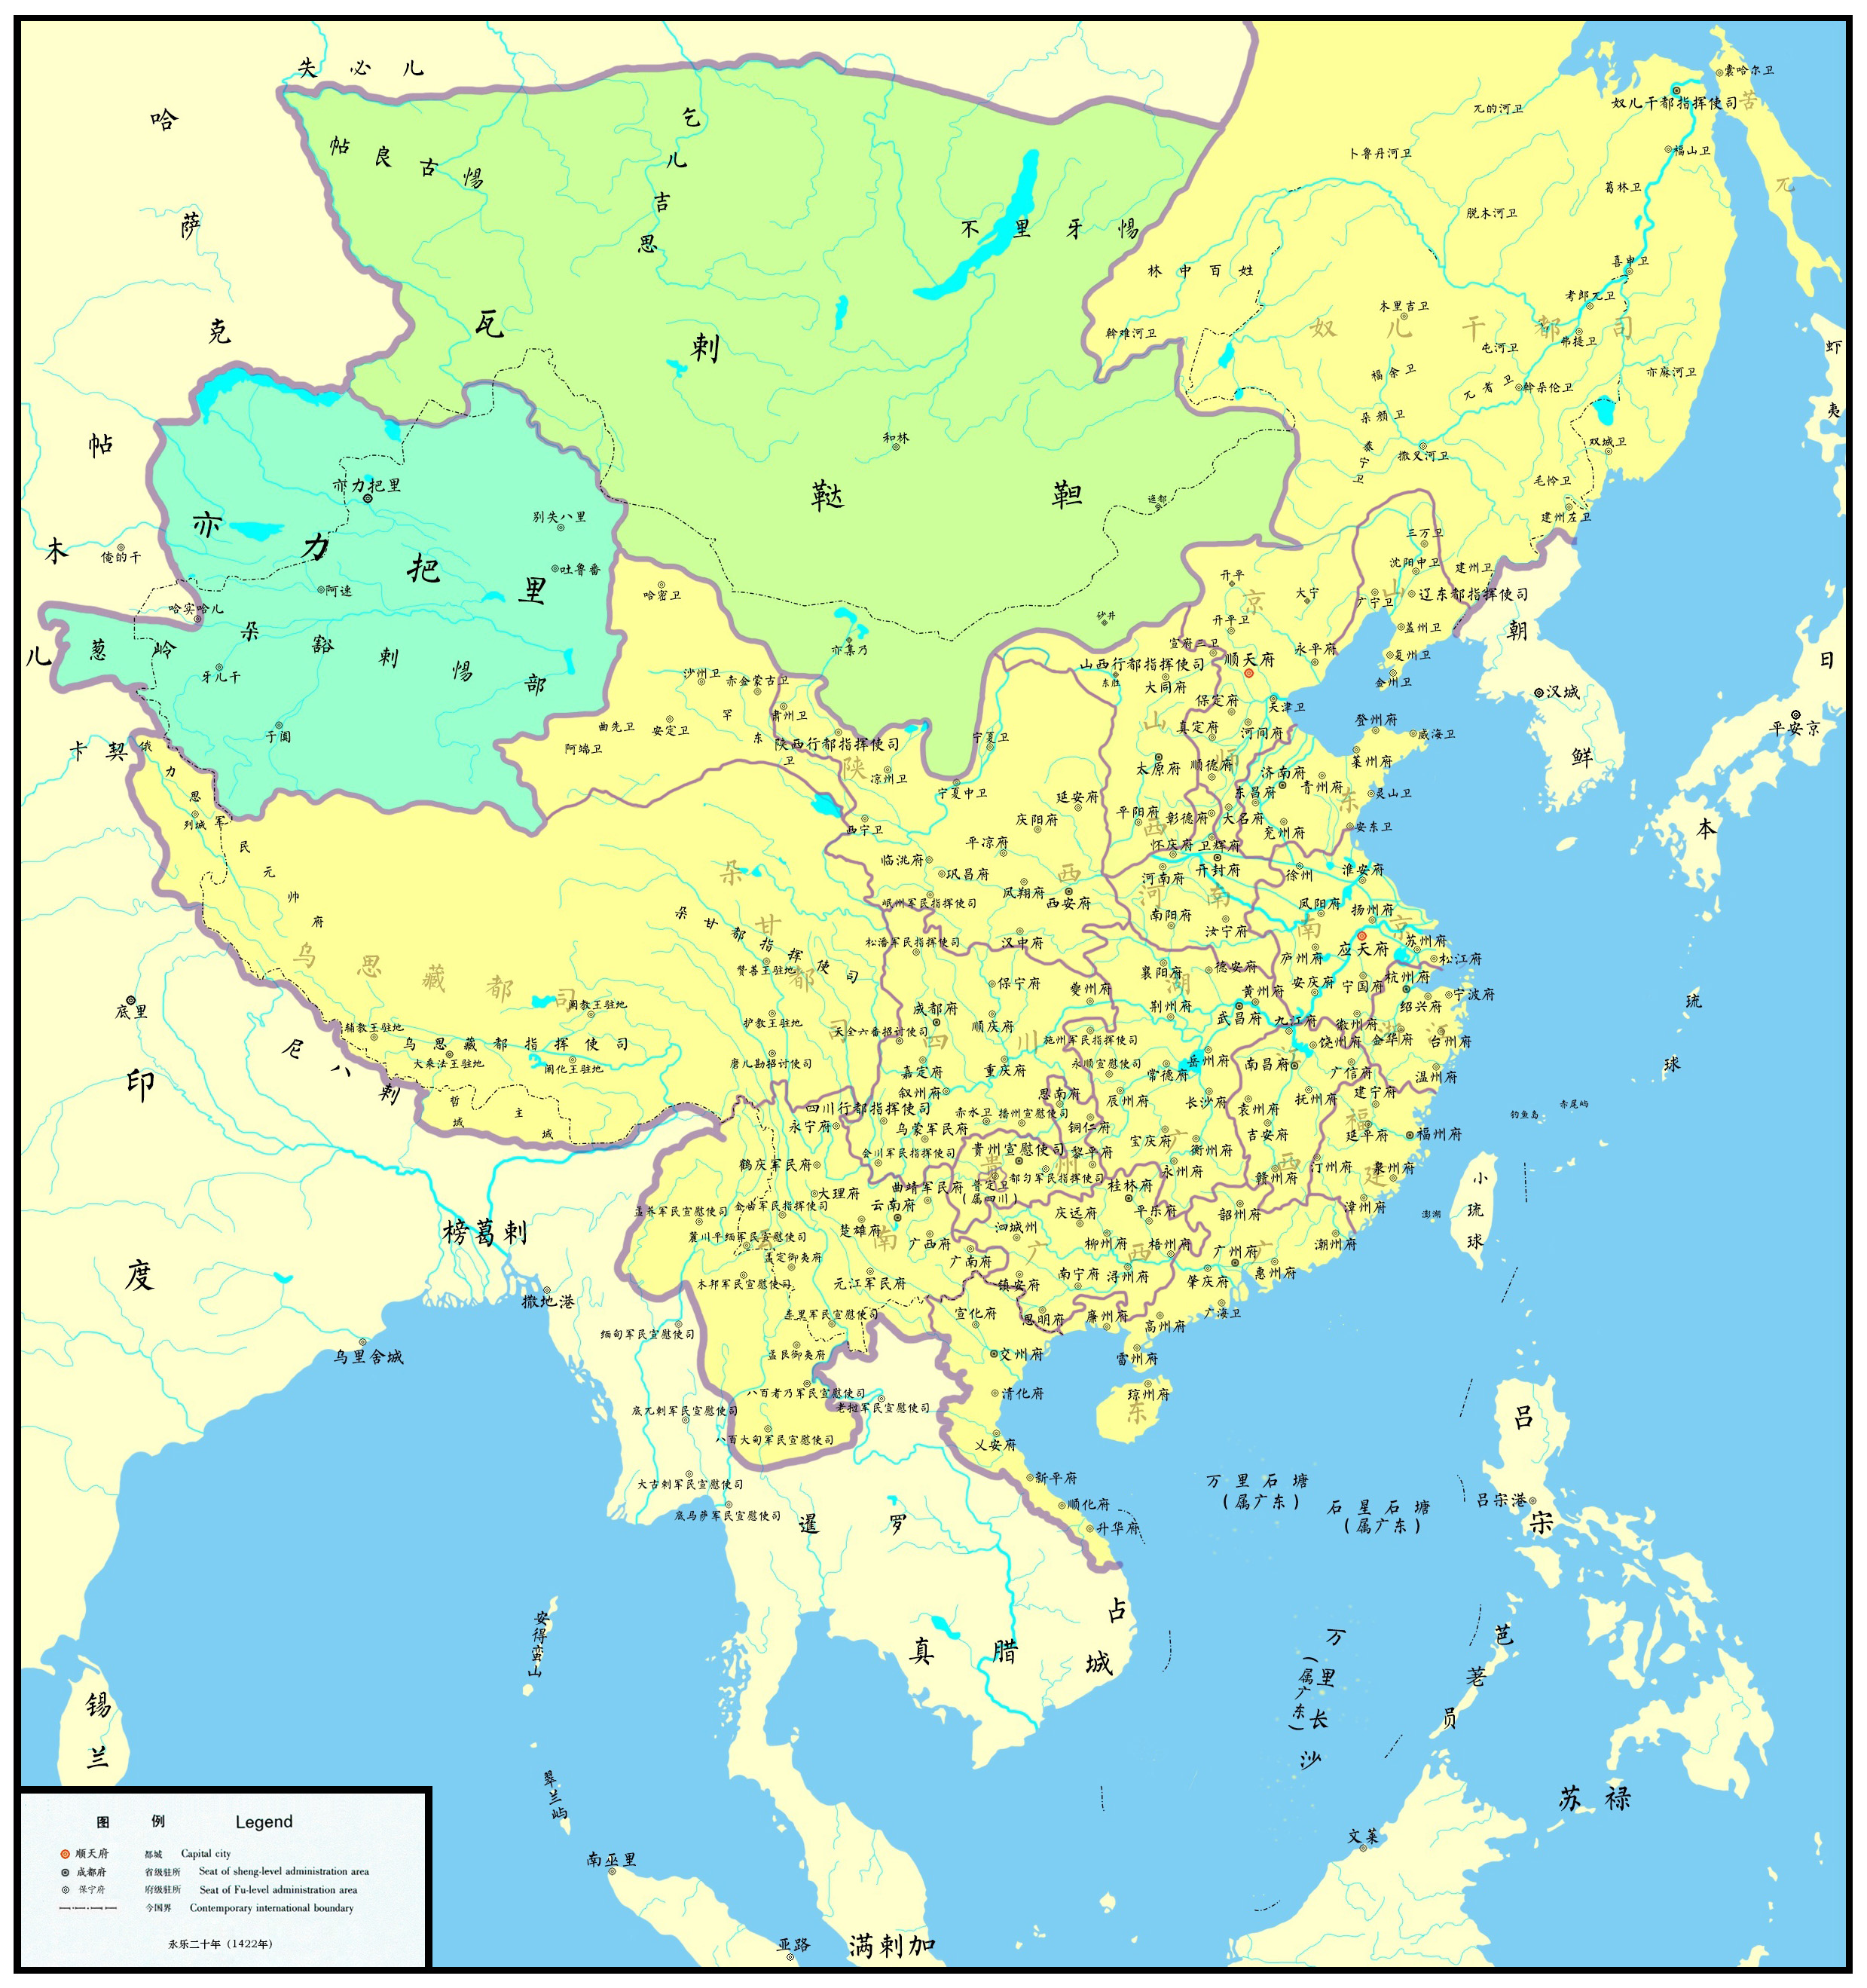 失必儿
哈萨克
帖良古惕
乞儿吉思
不里牙惕
林中百姓
斡难河卫
瓦剌
鞑靼
和林
兀的河卫
卜鲁丹河卫
囊哈尔卫
奴儿干都指挥使司
苦兀
福山卫
葛林卫
脱木河卫
喜申卫
考郎兀卫
木里吉卫
奴儿干都司
弗提卫
屯河卫
福余卫
兀者卫
斡朵伦卫
亦麻河卫
朵颜卫
泰宁卫
撒叉河卫
双城卫
毛怜卫
建州左卫
虾夷
帖木儿
俺的干
亦力把里
亦力把里
别失八里
吐鲁番
阿速
哈实哈儿
葱岭
朵豁剌惕部
牙儿干
于阗
哈密卫
沙州卫
赤金蒙古卫
曲先卫
安定卫
阿端卫
罕东卫
肃州卫
陕西行都指挥使司
凉州卫
亦集乃
宁夏卫
宁夏中卫
西宁卫
砂井
三万卫
沈阳中卫
建州卫
广宁卫
辽东都指挥使司
盖州卫
复州卫
金州卫
开平
大宁
开平卫
宣府三卫
顺天府
永平府
山西行都指挥使司
东胜
大同府
保定府
天津卫
真定府
河间府
京师
太原府
顺德府
山西
山东
登州府
威海卫
莱州府
济南府
青州府
东昌府
灵山卫
平阳府
彰德府
大名府
兖州府
安东卫
怀庆府
卫辉府
开封府
河南府
徐州
淮安府
河南
南阳府
汝宁府
凤阳府
扬州府
南京
应天府
苏州府
松江府
庐州府
安庆府
宁国府
杭州府
绍兴府
宁波府
徽州府
金华府
台州府
浙江
温州府
延安府
庆阳府
平凉府
临洮府
巩昌府
凤翔府
西安府
陕西
岷州军民指挥使司
汉中府
松潘军民指挥使司
襄阳府
德安府
湖广
黄州府
荆州府
武昌府
九江府
饶州府
岳州府
南昌府
广信府
常德府
长沙府
袁州府
抚州府
建宁府
辰州府
宝庆府
衡州府
吉安府
延平府
福州府
永州府
赣州府
江西
汀州府
泉州府
福建
漳州府
保宁府
夔州府
成都府
顺庆府
天全六番招讨使司
四川
施州军民指挥使司
永顺宣慰司
嘉定府
重庆府
叙州府
思南府
四川行都指挥使司
赤水卫
播州宣慰司
永宁府
乌蒙军民府
铜仁府
会川军民指挥使司
贵州宣慰使司
黎平府
贵州
普定卫
(属四川)
都匀军民指挥使司
桂林府
鹤庆军民府
大理府
曲靖军民府
云南府
金齿军民指挥使司
孟养军民宣慰使司
麓川平缅军民宣慰使司
楚雄府
云南
孟定御夷府
广西府
广南府
木邦军民宣慰使司
元江军民府
车里军民宣慰使司
缅甸军民宣慰使司
孟艮御夷府
八百者乃军民宣慰使司
老挝军民宣慰使司
底兀剌军民宣慰使司
八百大甸军民宣慰使司
大古剌军民宣慰使司
底马萨军民宣慰使司
泗城州
庆远府
平乐府
韶州府
柳州府
梧州府
广州府
潮州府
广西
广东
镇安府
南宁府
浔州府
肇庆府
惠州府
思明府
廉州府
高州府
广海卫
雷州府
琼州府
宣化府
交州府
清化府
乂安府
新平府
顺化府
升华府
卡契
俄力思军民元帅府
列城
乌思藏都司
朵甘都司
朵甘都指挥使司
赞善王驻地
阐教王驻地
辅教王驻地
乌思藏都指挥使司
大乘法王驻地
阐化王驻地
护教王驻地
磨儿勘招讨使司
哲域
主域
底里
印度
尼八剌
榜葛剌
撒地港
乌里舍城
锡兰
安得蛮山
翠兰屿
南巫里
亚路
满剌加
暹罗
真腊
占城
朝鲜
汉城
日本
平安京
琉球
钓鱼岛
赤尾屿
澎湖
小琉球
吕宋
吕宋港
万里石塘
(属广东)
石星石塘
(属广东)
万里长沙
(属广东)
芭荖员
苏禄
文莱
图例 Legend
顺天府 都城 Capital city
成都府 省级驻所 Seat of sheng-level administration area
保宁府 府级驻所 Seat of Fu-level administration area
今国界 Contemporary international boundary
永乐二十年(1422年)